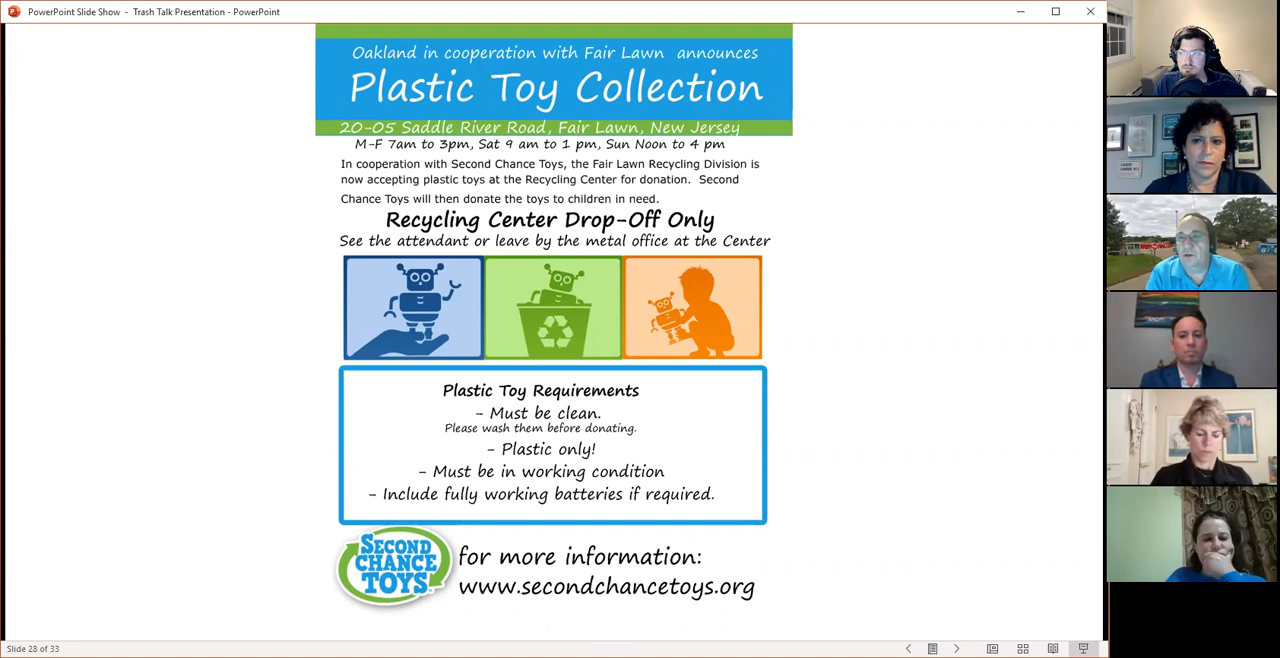 PowerPoint Slide Show - Trash Talk Presentation - PowerPoint
Oakland in cooperation with Fair Lawn announces
Plastic Toy Collection
20-05 Saddle River Road, Fair Lawn, New Jersey
M-F 7am to 3pm, Sat 9 am to 1 pm, Sun Noon to 4 pm
In cooperation with Second Chance Toys, the Fair Lawn Recycling Division is
now accepting plastic toys at the Recycling Center for donation. Second
Chance Toys will then donate the toys to children in need.
Recycling Center Drop-Off Only
See the attendant or leave by the metal office at the Center
Plastic Toy Requirements
- Must be clean.
Please wash them before donating.
- Plastic only!
- Must be in working condition
- Include fully working batteries if required.
SECOND
CHANCE
TOYS
for more information:
www.secondchancetoys.org
Slide 28 of 33